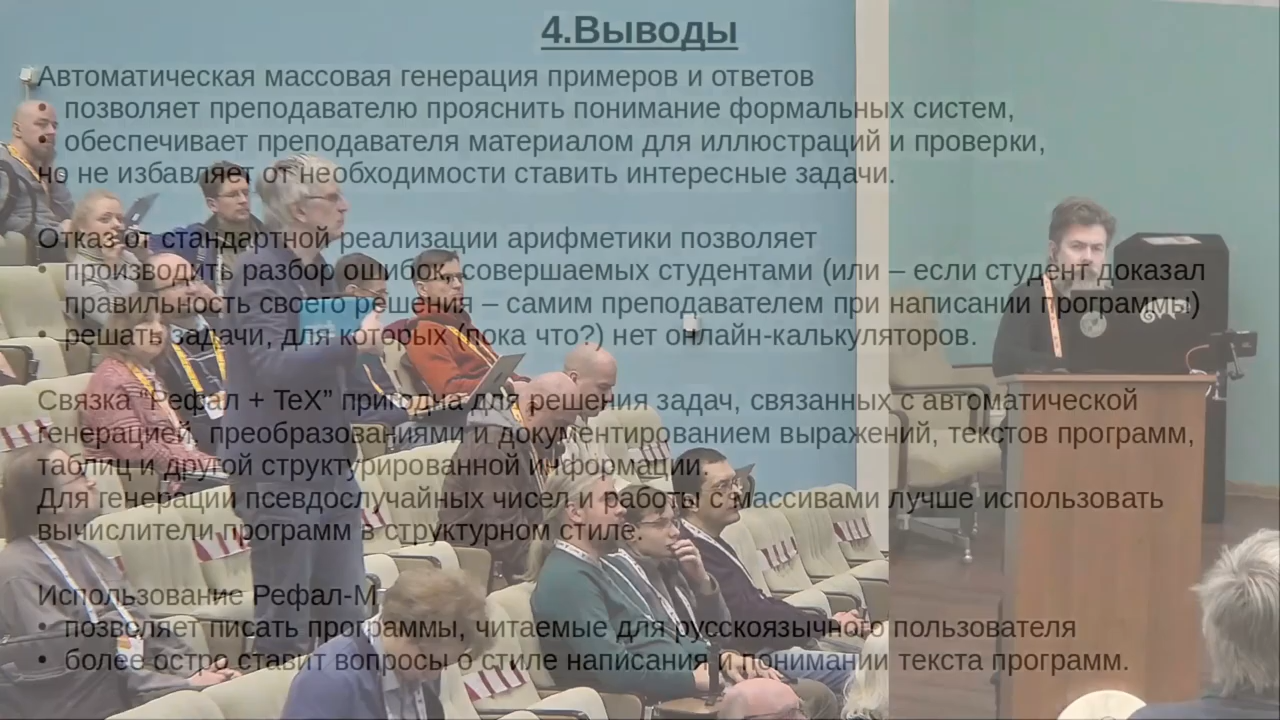 4.Выводы
Автоматическая массовая генерация примеров и ответов
• позволяет преподавателю прояснить понимание формальных систем,
• обеспечивает преподавателя материалом для иллюстраций и проверки,
но не избавляет от необходимости ставить интересные задачи.
Отказ от стандартной реализации арифметики позволяет
• производить разбор ошибок, совершаемых студентами (или – если студент доказал
правильность своего решения – самим преподавателем при написании программы)
• решать задачи, для которых (пока что?) нет онлайн-калькуляторов.
Связка “Рефал + TeX” пригодна для решения задач, связанных с автоматической
генерацией, преобразованиями и документированием выражений, текстов программ,
таблиц и другой структурированной информации.
Для генерации псевдослучайных чисел и работы с массивами лучше использовать
вычислители программ в структурном стиле.
Использование Рефал-М
• позволяет писать программы, читаемые для русскоязычного пользователя
• более остро ставит вопросы о стиле написания и понимании текста программ.